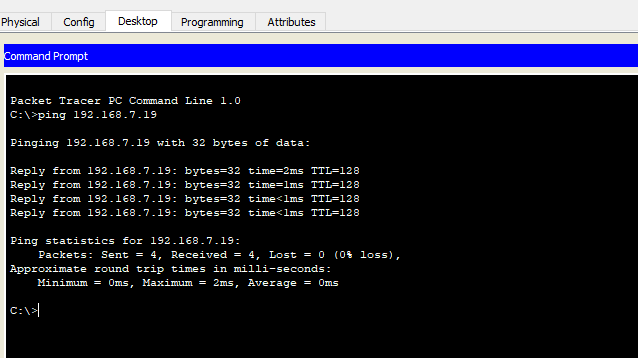 Physical Config Desktop Programming Attributes
Command Prompt
Packet Tracer PC Command Line 1.0
C:\>ping 192.168.7.19
Pinging 192.168.7.19 with 32 bytes of data:
Reply from 192.168.7.19: bytes=32 time=2ms TTL=128
Reply from 192.168.7.19: bytes=32 time=1ms TTL=128
Reply from 192.168.7.19: bytes=32 time<1ms TTL=128
Reply from 192.168.7.19: bytes=32 time<1ms TTL=128
Ping statistics for 192.168.7.19:
Packets: Sent = 4, Received = 4, Lost = 0 (0% loss),
Approximate round trip times in milli-seconds:
Minimum = 0ms, Maximum = 2ms, Average = 0ms
C:\>